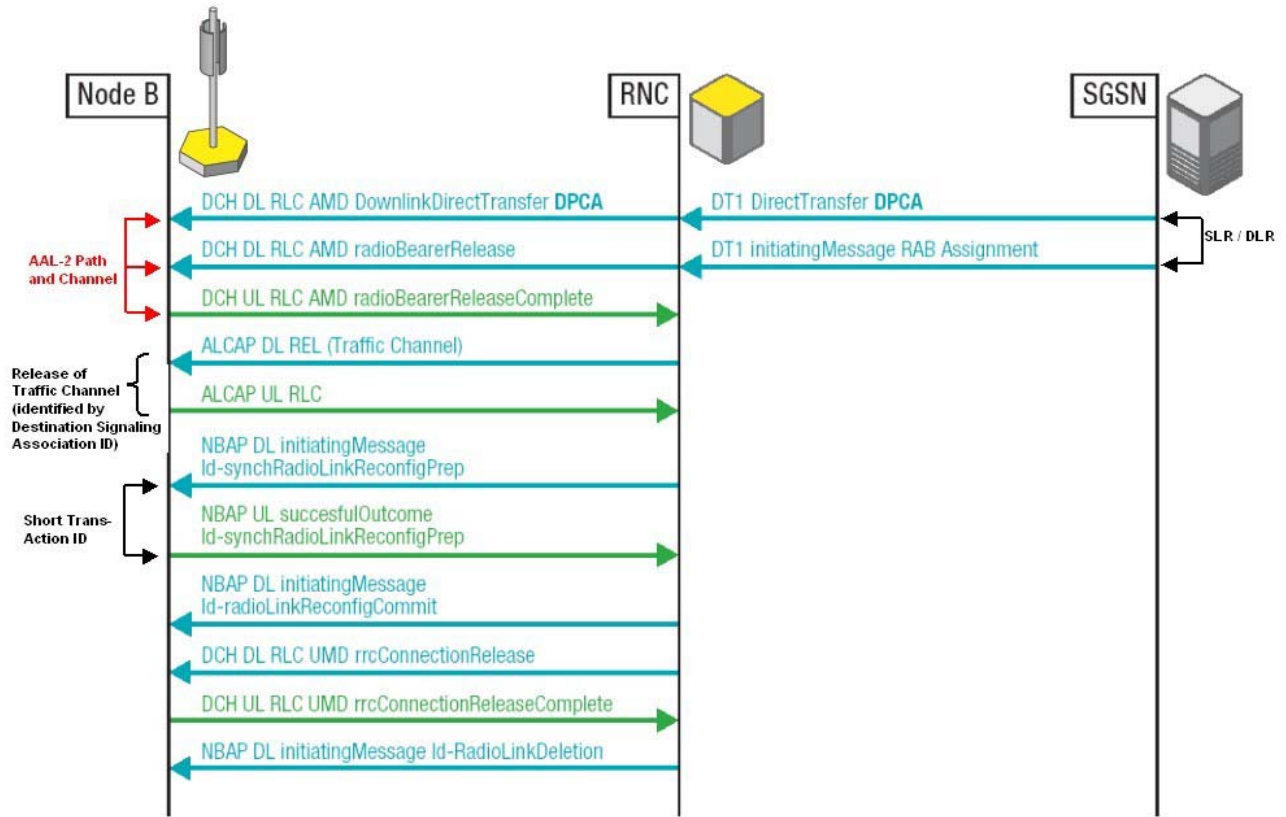 Node B
RNC
SGSN
DCH DL RLC AMD DownlinkDirectTransfer DPCA
DT1 DirectTransfer DPCA
SLR / DLR
AAL-2 Path
and Channel
DCH DL RLC AMD radioBearerRelease
DT1 initiatingMessage RAB Assignment
DCH UL RLC AMD radioBearerReleaseComplete
ALCAP DL REL (Traffic Channel)
Release of
Traffic Channel
(identified by
Destination Signaling
Association ID)
ALCAP UL RLC
NBAP DL initiatingMessage
Id-synchRadioLinkReconfigPrep
Short Trans-
Action ID
NBAP UL succesfulOutcome
Id-synchRadioLinkReconfigPrep
NBAP DL initiatingMessage
Id-radioLinkReconfigCommit
DCH DL RLC UMD rrcConnectionRelease
DCH UL RLC UMD rrcConnectionReleaseComplete
NBAP DL initiatingMessage Id-RadioLinkDeletion